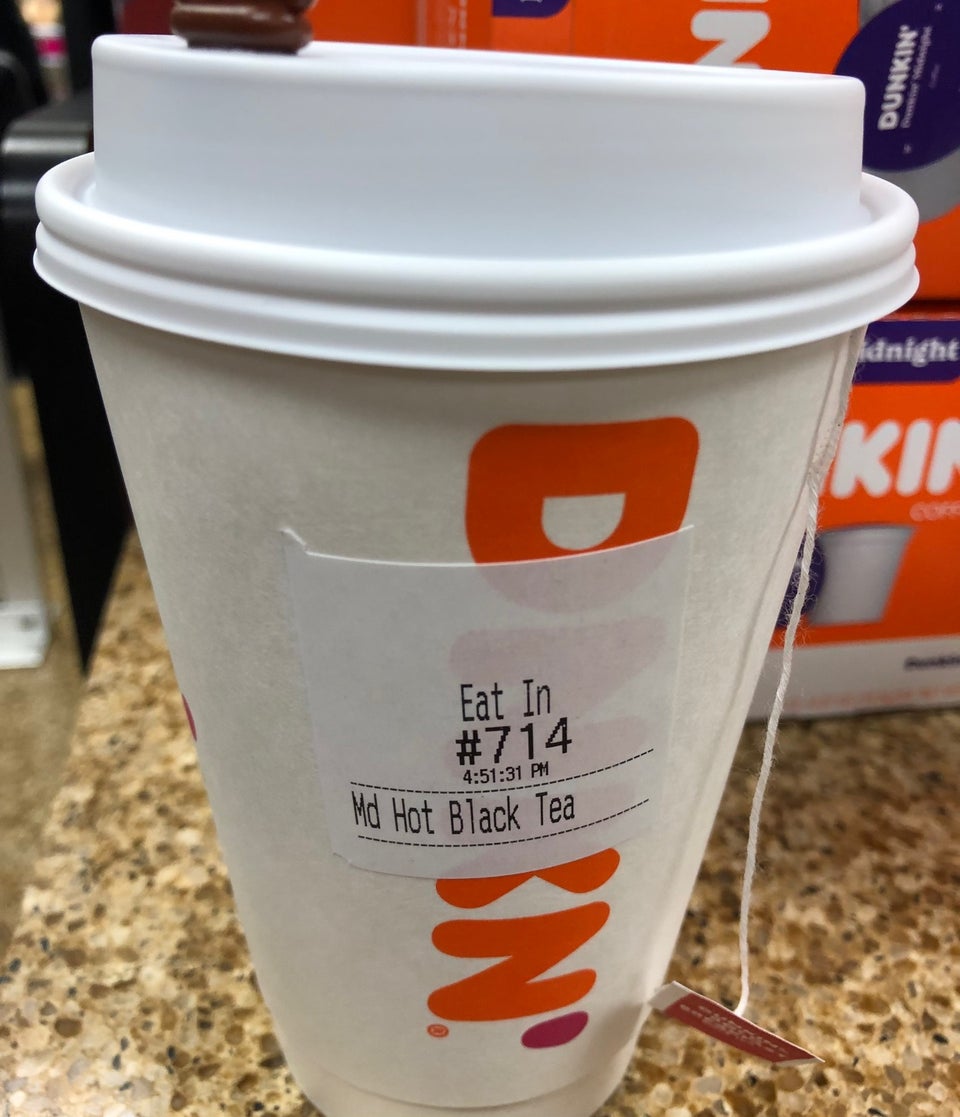 DUNKIN'
idnight
KIN
DUNKIN'
®
Eat In
#714
4:51:31 PM
Md Hot Black Tea